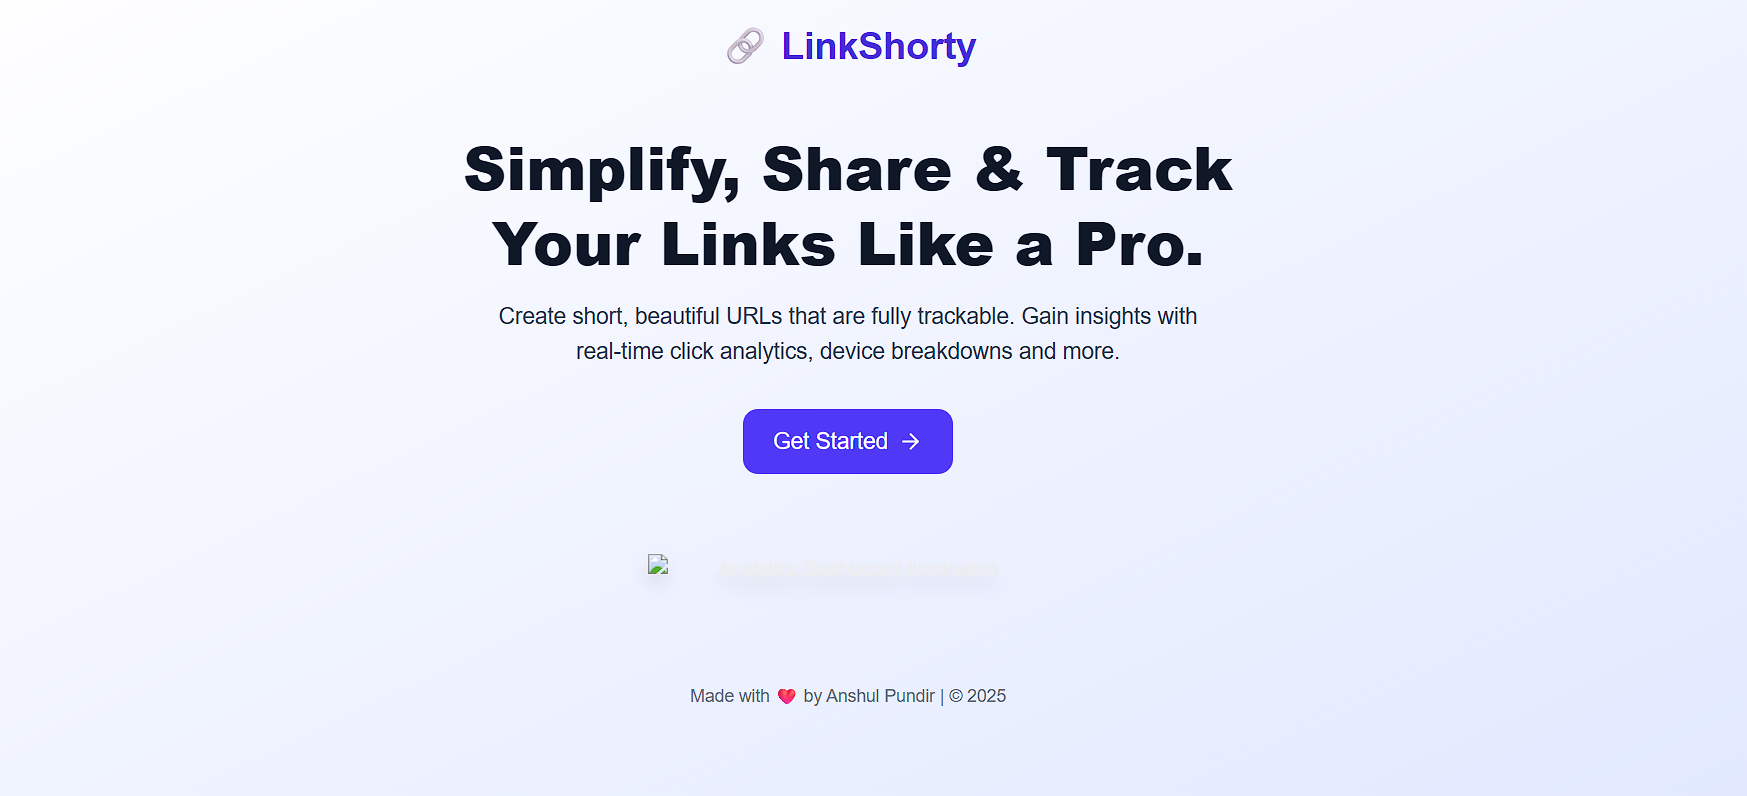 🔗 LinkShorty
Simplify, Share & Track
Your Links Like a Pro.
Create short, beautiful URLs that are fully trackable. Gain insights with
real-time click analytics, device breakdowns and more.
Get Started →
Made with ❤️ by Anshul Pundir | © 2025